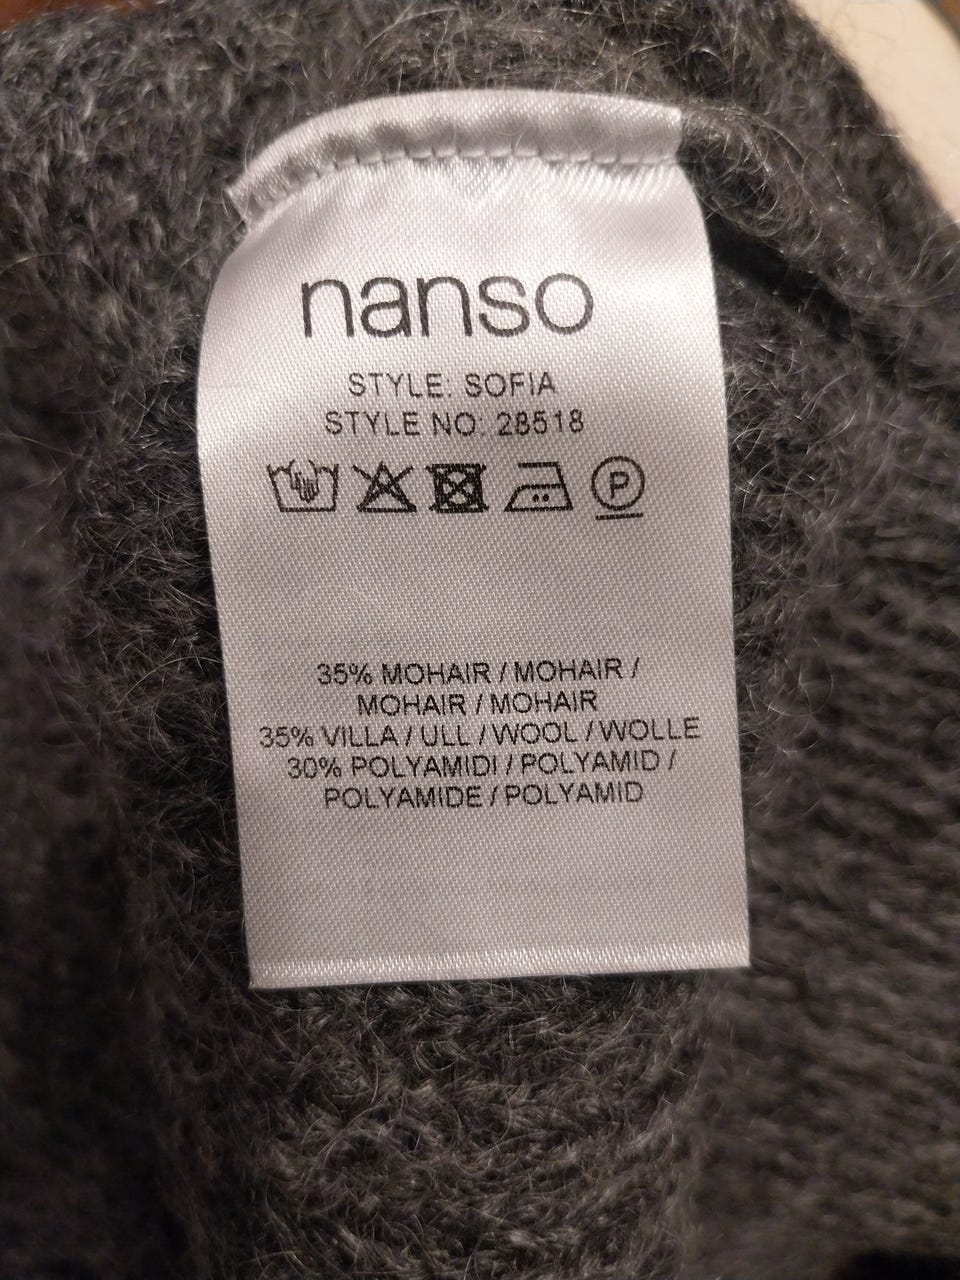 nanso
STYLE: SOFIA
STYLE NO: 28518
P
35% MOHAIR / MOHAIR /
MOHAIR / MOHAIR
35% VILLA / ULL / WOOL / WOLLE
30% POLYAMIDI / POLYAMID /
POLYAMIDE / POLYAMID